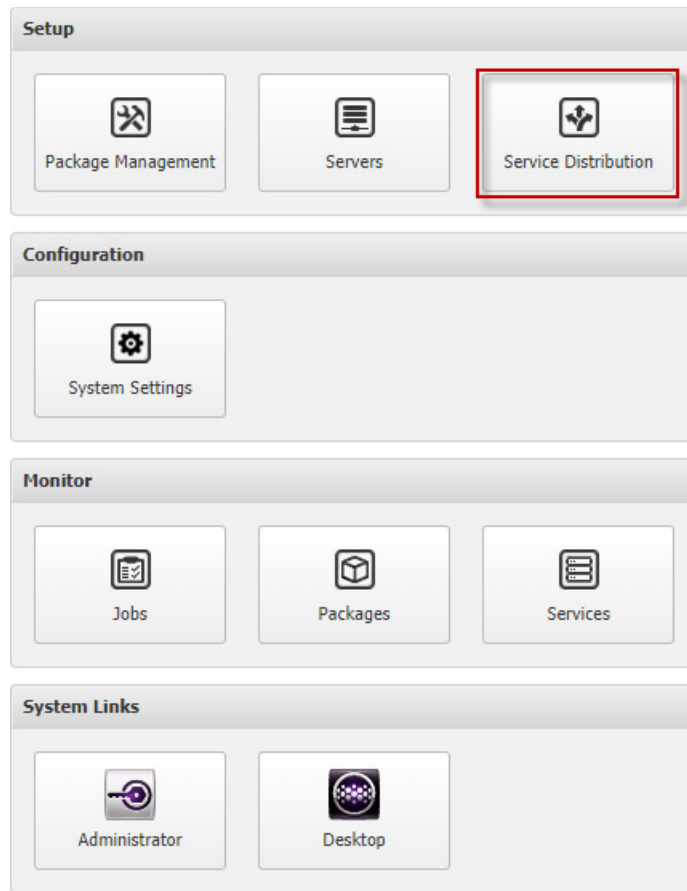 Setup
Package Management
Servers
Service Distribution
Configuration
System Settings
Monitor
Jobs
Packages
Services
System Links
Administrator
Desktop